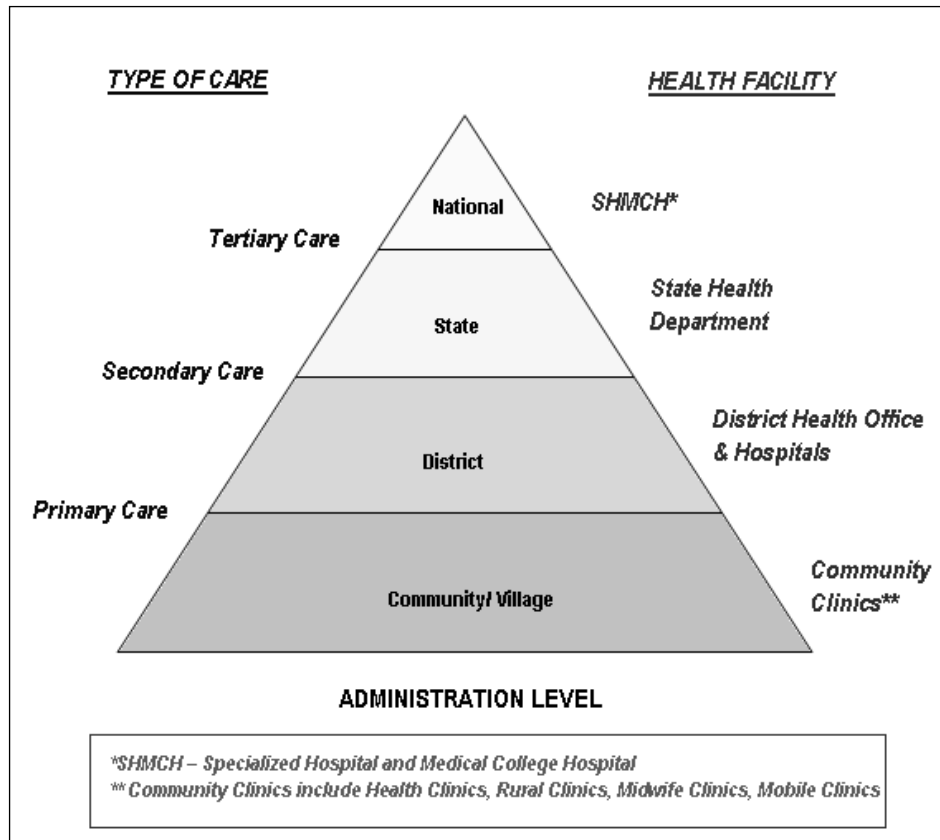 TYPE OF CARE
HEALTH FACILITY
National
SHMCH*
Tertiary Care
State Health
Department
State
Secondary Care
District Health Office
& Hospitals
District
Primary Care
Community
Clinics**
Community/ Village
ADMINISTRATION LEVEL
*SHMCH – Specialized Hospital and Medical College Hospital
**Community Clinics include Health Clinics, Rural Clinics, Midwife Clinics, Mobile Clinics